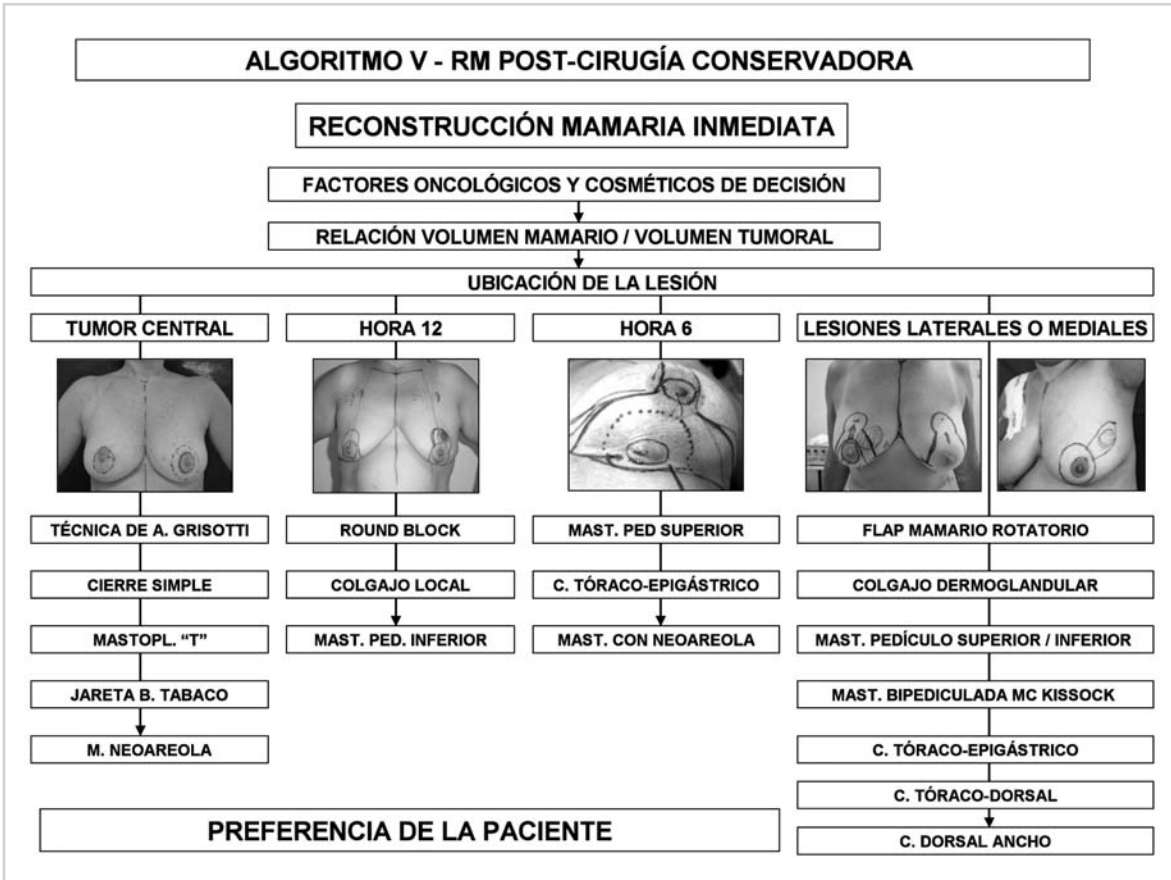 ALGORITMO V - RM POST-CIRUGÍA CONSERVADORA
RECONSTRUCCIÓN MAMARIA INMEDIATA
FACTORES ONCOLÓGICOS Y COSMÉTICOS DE DECISIÓN
RELACIÓN VOLUMEN MAMARIO / VOLUMEN TUMORAL
UBICACIÓN DE LA LESIÓN
TUMOR CENTRAL
TÉCNICA DE A. GRISOTTI
CIERRE SIMPLE
MASTOPL. “T”
JARETA B. TABACO
M. NEOAREOLA
HORA 12
ROUND BLOCK
COLGAJO LOCAL
MAST. PED. INFERIOR
HORA 6
MAST. PED SUPERIOR
C. TÓRACO-EPIGÁSTRICO
MAST. CON NEOAREOLA
LESIONES LATERALES O MEDIALES
FLAP MAMARIO ROTATORIO
COLGAJO DERMOGLANDULAR
MAST. PEDÍCULO SUPERIOR / INFERIOR
MAST. BIPEDICULADA MC KISSOCK
C. TÓRACO-EPIGÁSTRICO
C. TÓRACO-DORSAL
C. DORSAL ANCHO
PREFERENCIA DE LA PACIENTE